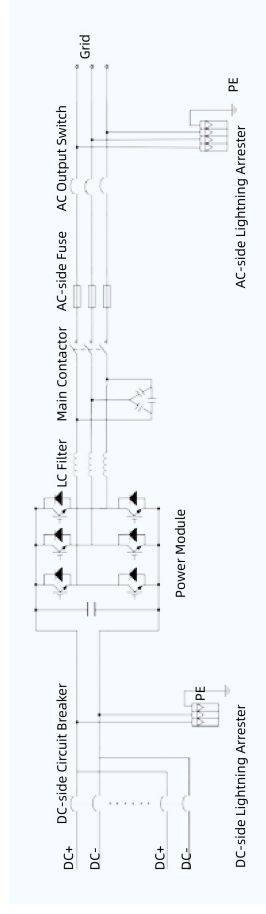 DC+
DC-
DC+
DC-
DC-side Circuit Breaker
PE
DC-side Lightning Arrester
Power Module
LC Filter
Main Contactor
AC-side Fuse
AC Output Switch
Grid
PE
AC-side Lightning Arrester